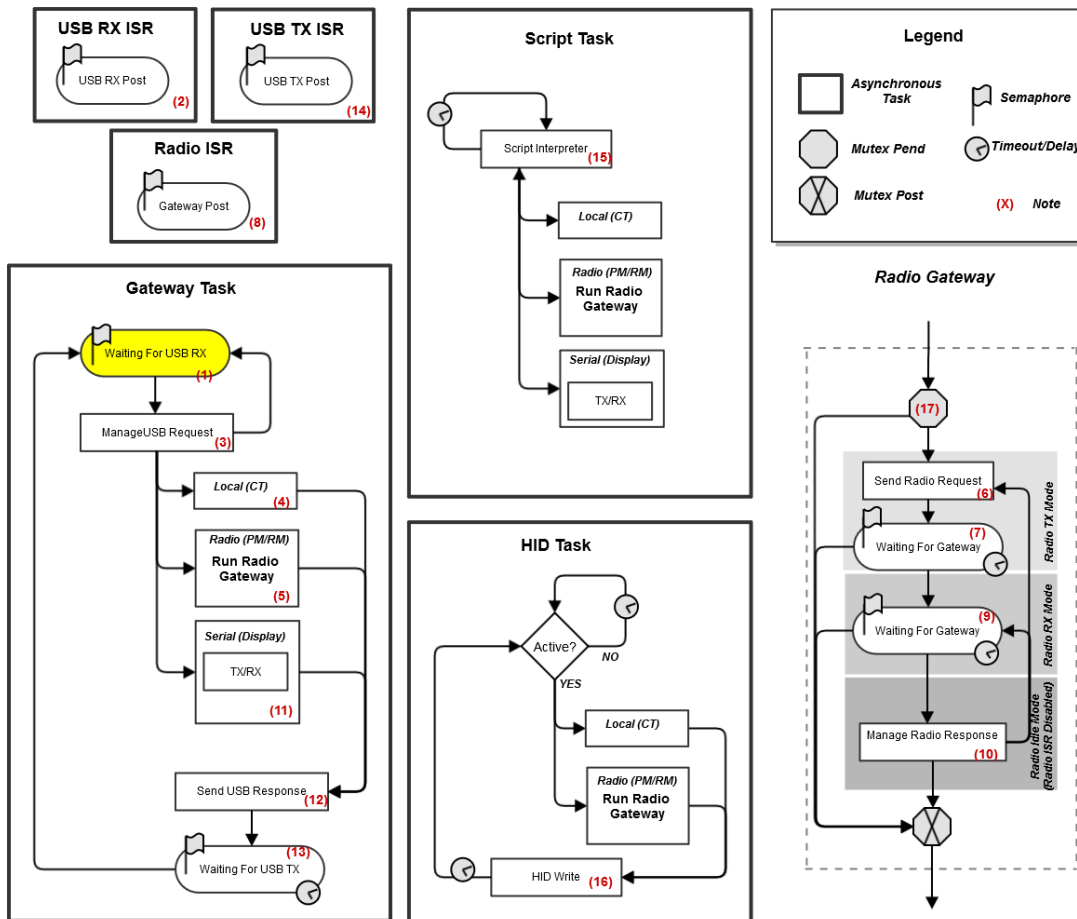 USB RX ISR
USB RX Post
(2)
USB TX ISR
USB TX Post
(14)
Radio ISR
Gateway Post
(8)
Gateway Task
Waiting For USB RX
(1)
ManageUSB Request
(3)
Local (CT)
(4)
Radio (PM/RM)
Run Radio
Gateway
(5)
Serial (Display)
TX/RX
(11)
Send USB Response
(12)
(13)
Waiting For USB TX
Script Task
Script Interpreter
(15)
Local (CT)
Radio (PM/RM)
Run Radio
Gateway
Serial (Display)
TX/RX
HID Task
Active?
NO
YES
Local (CT)
Radio (PM/RM)
Run Radio
Gateway
HID Write
(16)
Legend
Asynchronous
Task
Semaphore
Mutex Pend
Timeout/Delay
Mutex Post
(X)
Note
Radio Gateway
(17)
Send Radio Request
(6)
Radio TX Mode
(7)
Waiting For Gateway
Radio RX Mode
(9)
Waiting For Gateway
Radio Idle Mode
(Radio ISR Disabled)
Manage Radio Response
(10)